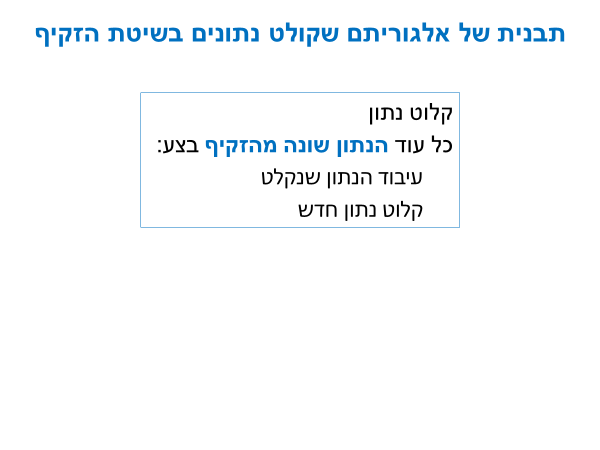 תבנית של אלגוריתם שקולט נתונים בשיטת הזקיף
קלוט נתון
כל עוד הנתון שונה מהזקיף בצע:
עיבוד הנתון שנקלט
קלוט נתון חדש